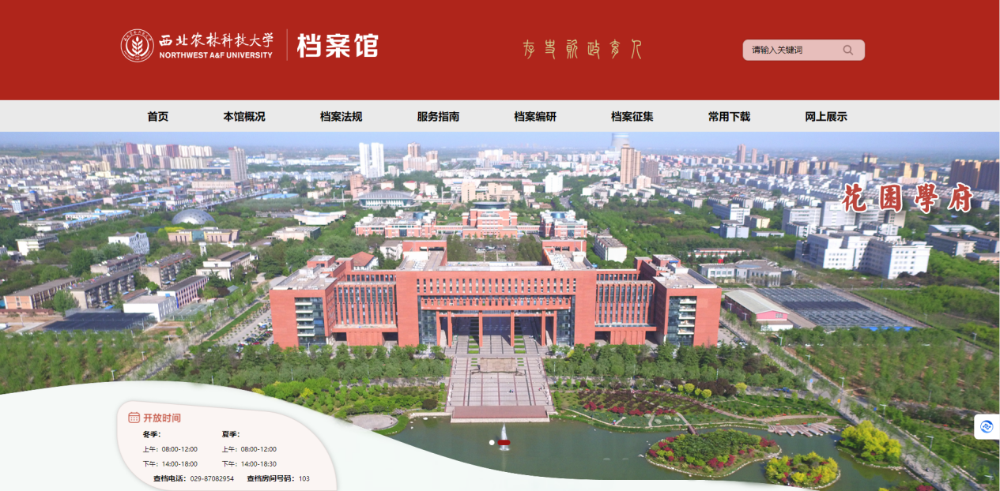 西北农林科技大学
NORTHWEST A&F UNIVERSITY
档案馆
存史资政育人
请输入关键词
首页 本馆概况 档案法规 服务指南 档案编研 档案征集 常用下载 网上展示
花园學府
开放时间
冬季： 夏季：
上午：08:00-12:00 上午：08:00-12:00
下午：14:00-18:00 下午：14:00-18:30
查档电话：029-87082954 查档房间号码：103